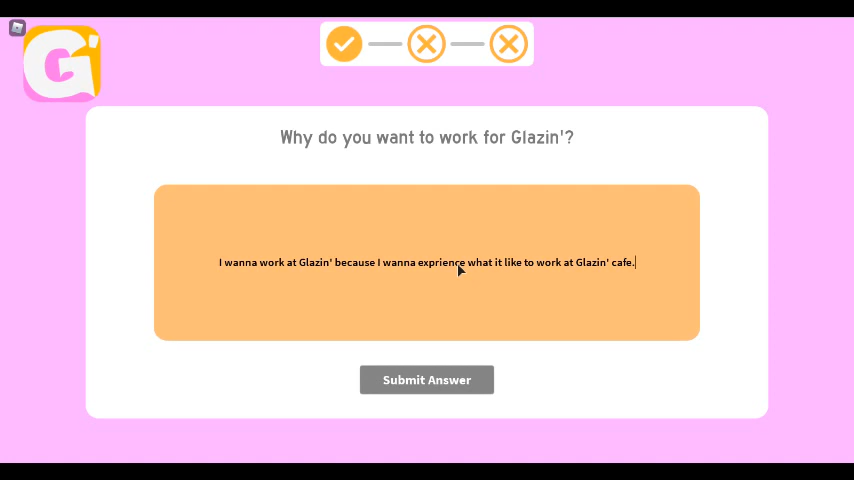 Gi
Why do you want to work for Glazin'?
I wanna work at Glazin' because I wanna exprience what it like to work at Glazin' cafe.
Submit Answer